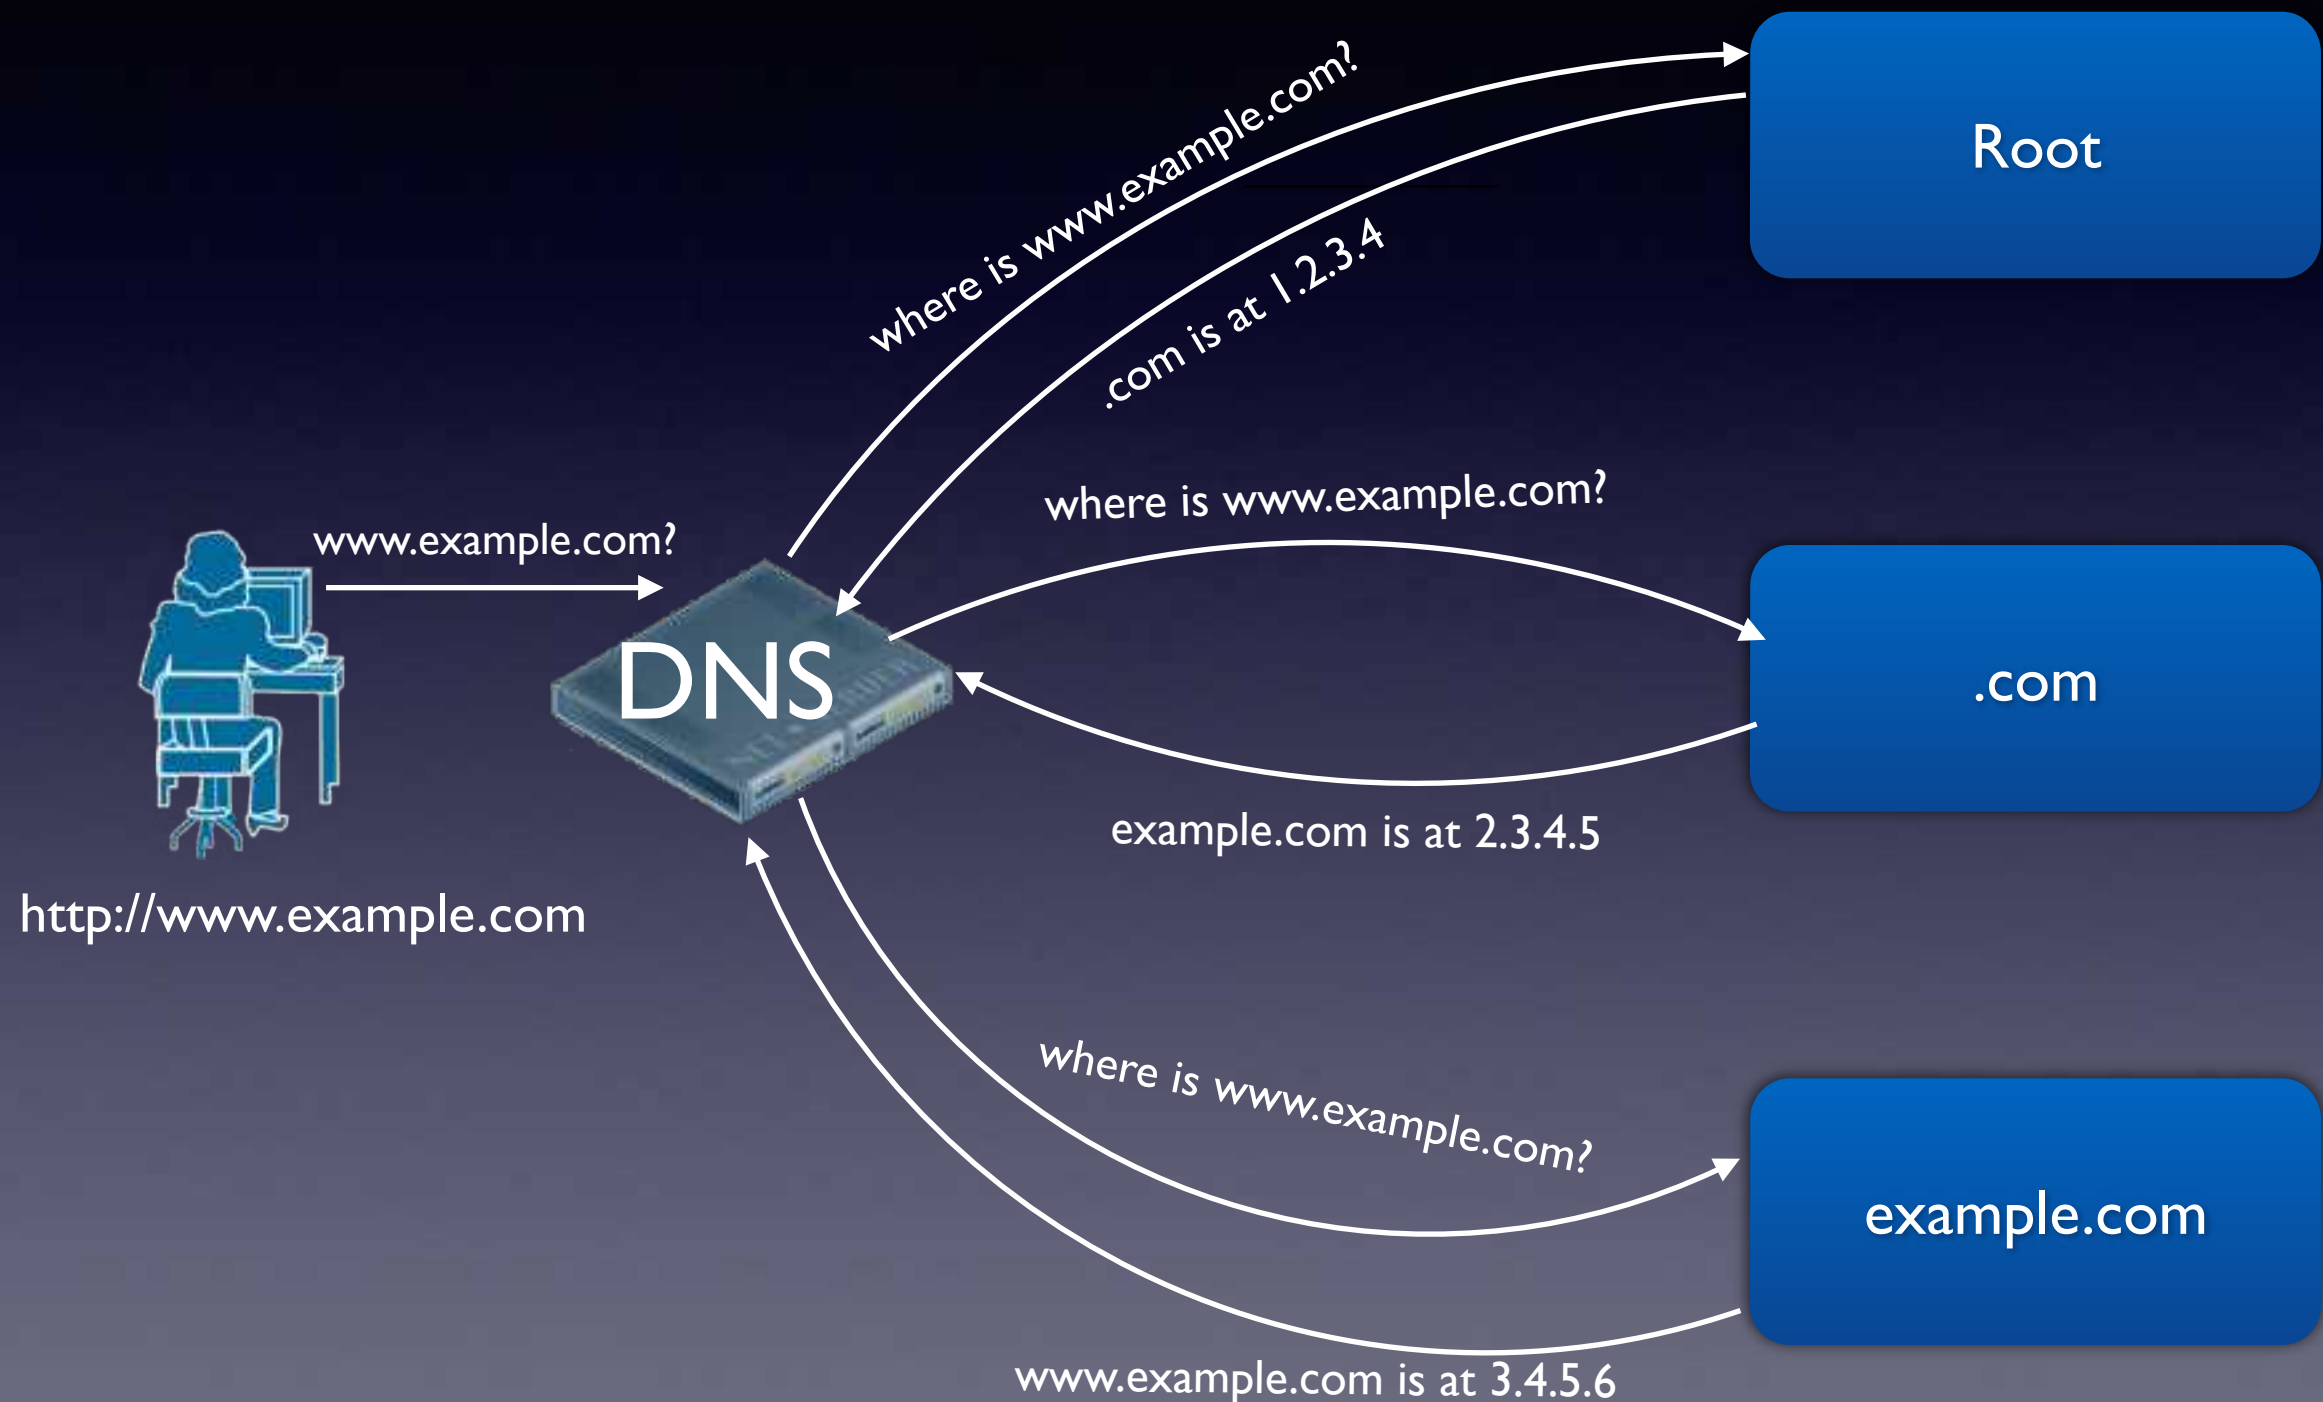 where is www.example.com?
Root
.com is at 1.2.3.4
where is www.example.com?
www.example.com?
DNS
.com
example.com is at 2.3.4.5
http://www.example.com
where is www.example.com?
example.com
www.example.com is at 3.4.5.6